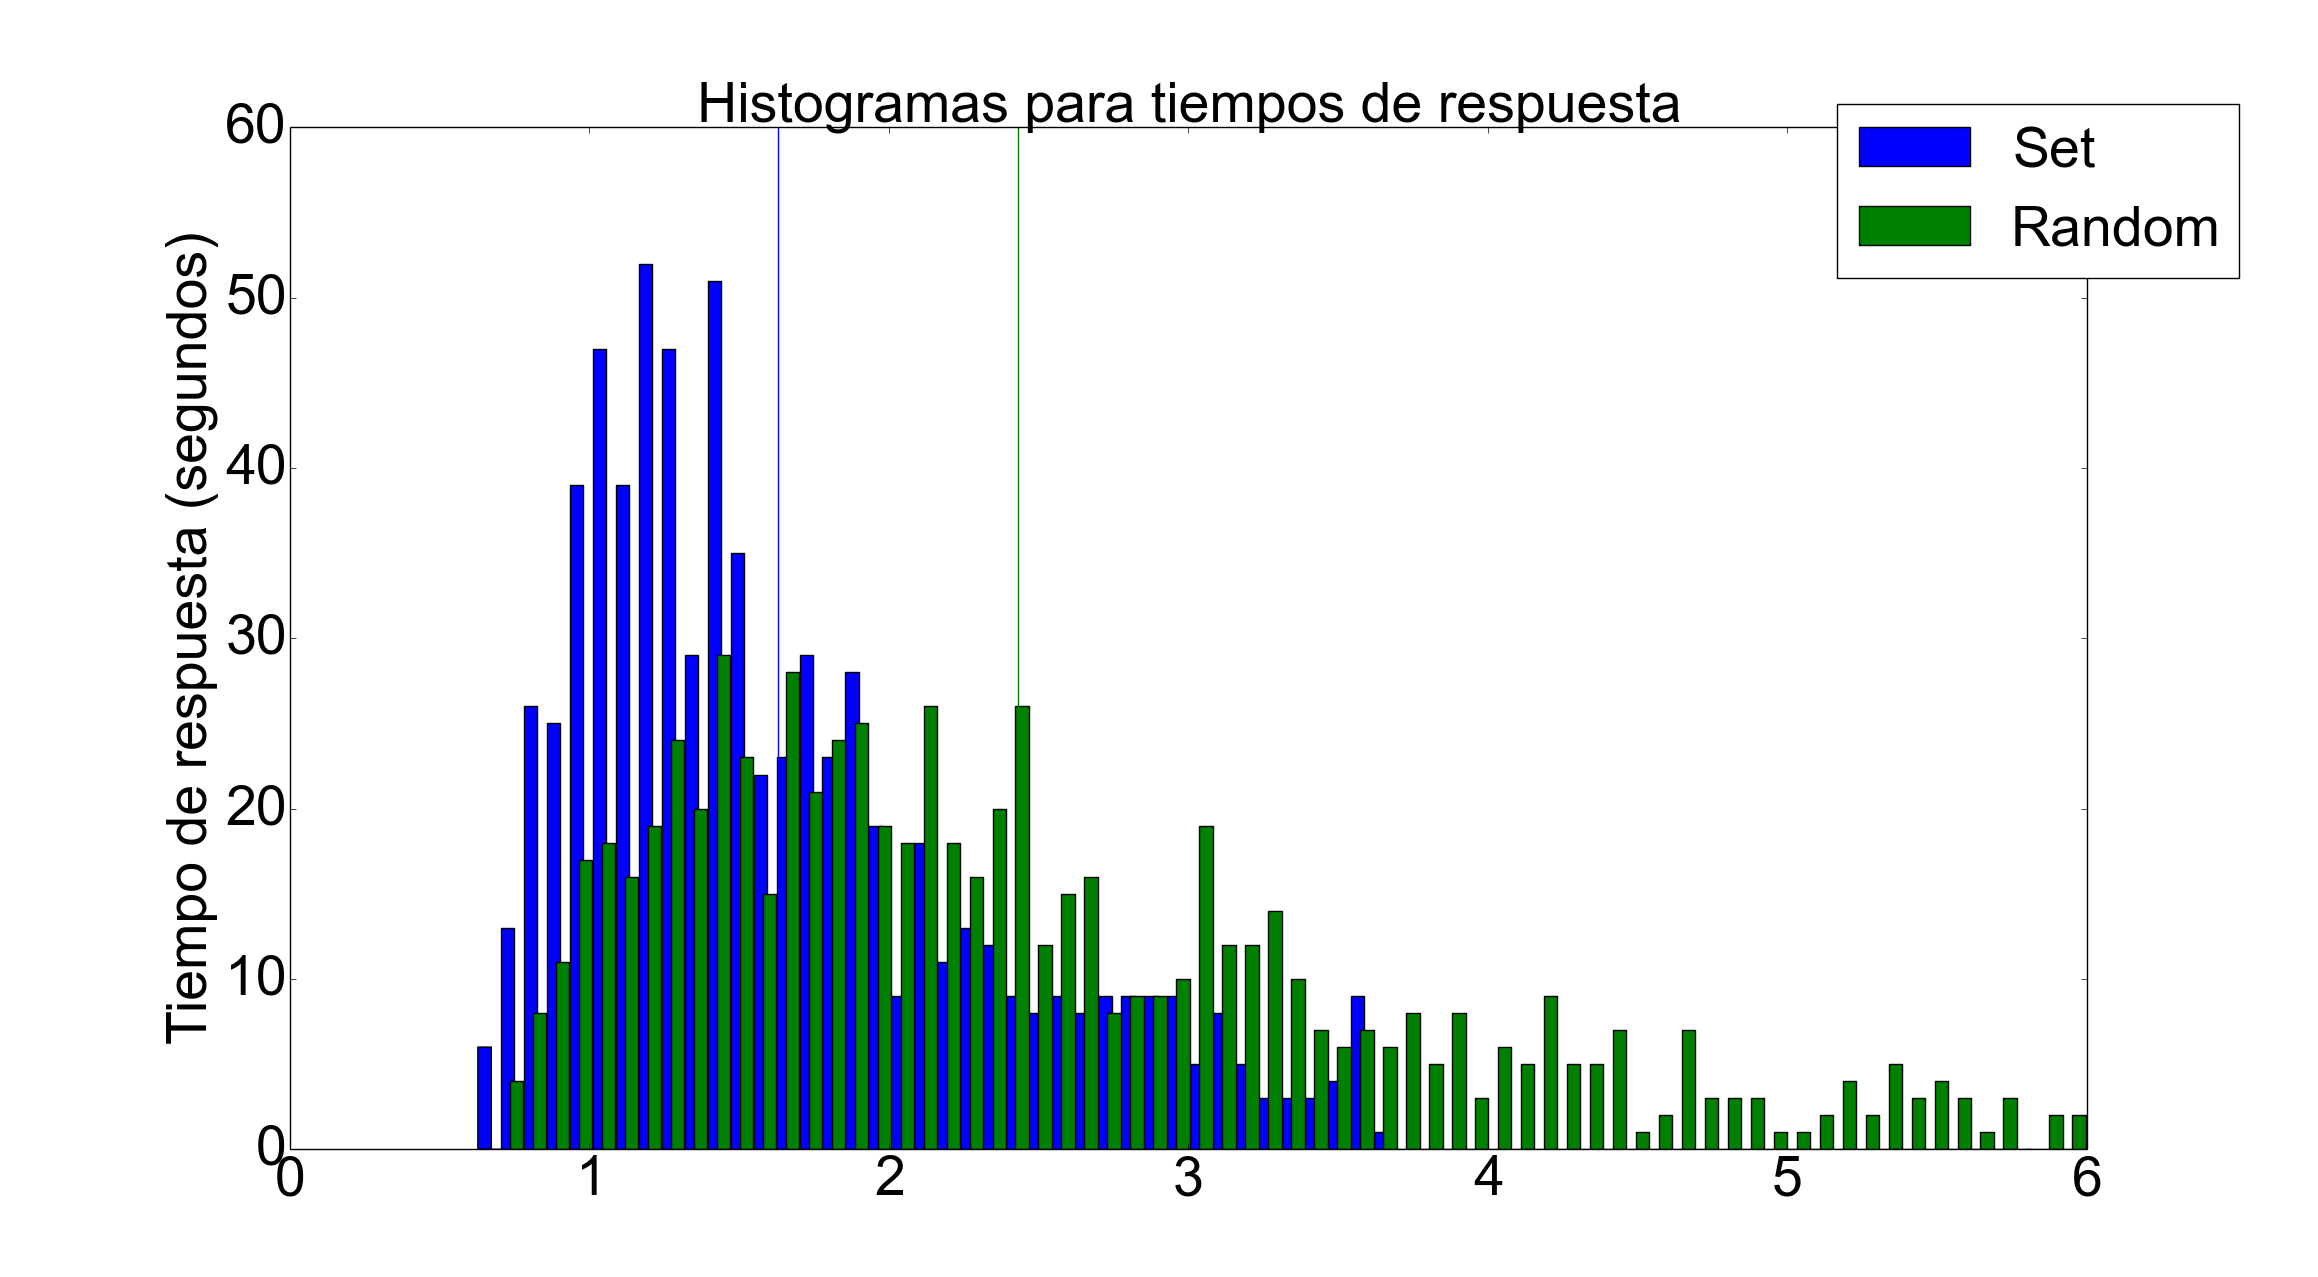 Histogramas para tiempos de respuesta
Set
Random
Tiempo de respuesta (segundos)
60
50
40
30
20
10
0
0 1 2 3 4 5 6